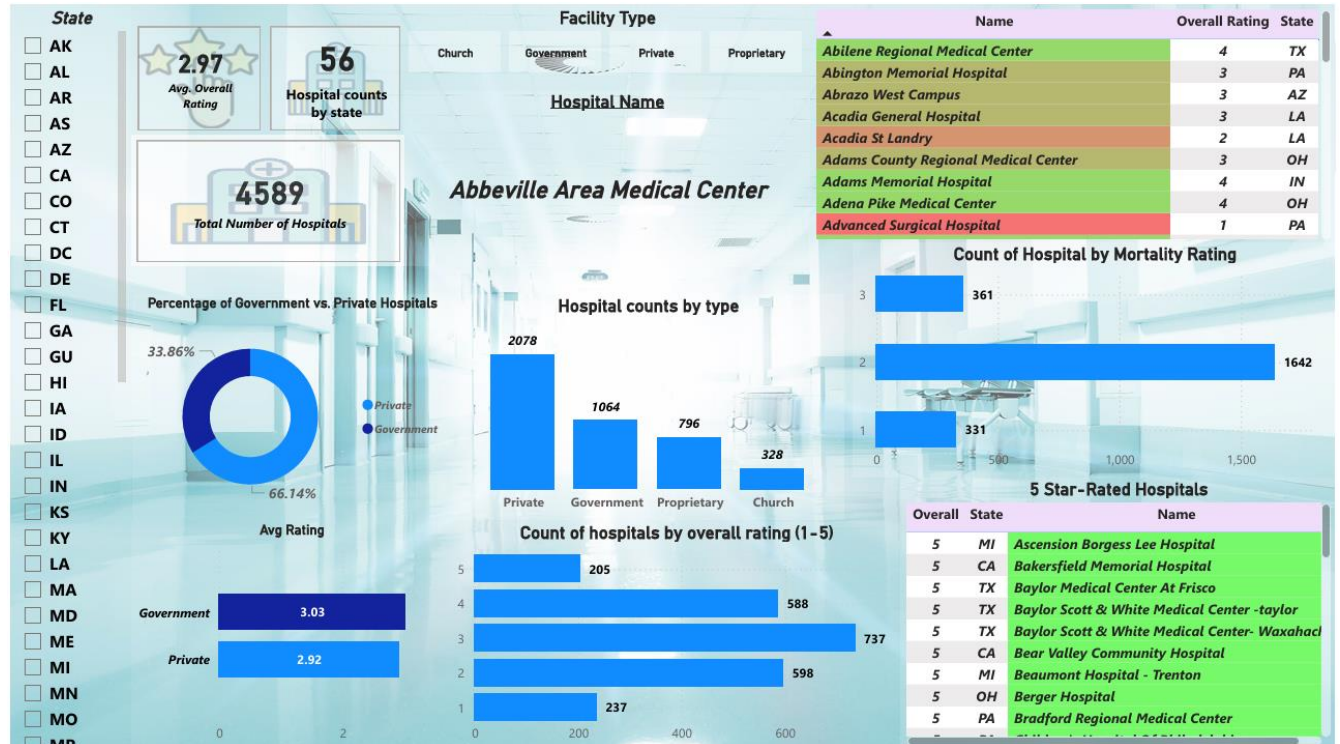 State
AK
AL
AR
AS
AZ
CA
CO
CT
DC
DE
FL
GA
GU
HI
IA
ID
IL
IN
KS
KY
LA
MA
MD
ME
MI
MN
MO
2.97
Avg. Overall
Rating
56
Hospital counts
by state
4589
Total Number of Hospitals
Facility Type
Church Government Private Proprietary
Hospital Name
Abbeville Area Medical Center
Name Overall Rating State
Abilene Regional Medical Center 4 TX
Abington Memorial Hospital 3 PA
Abrazo West Campus 3 AZ
Acadia General Hospital 3 LA
Acadia St Landry 2 LA
Adams County Regional Medical Center 3 OH
Adams Memorial Hospital 4 IN
Adena Pike Medical Center 4 OH
Advanced Surgical Hospital 1 PA
Percentage of Government vs. Private Hospitals
33.86%
Private
Government
66.14%
Hospital counts by type
2078
1064
796
328
Private Government Proprietary Church
Count of Hospital by Mortality Rating
3 361
2 1642
1 331
0 500 1,000 1,500
Avg Rating
Government 3.03
Private 2.92
0 2
Count of hospitals by overall rating (1-5)
5 205
4 588
3 737
2 598
1 237
0 200 400 600
5 Star-Rated Hospitals
Overall State Name
5 MI Ascension Borgess Lee Hospital
5 CA Bakersfield Memorial Hospital
5 TX Baylor Medical Center At Frisco
5 TX Baylor Scott & White Medical Center -taylor
5 TX Baylor Scott & White Medical Center- Waxahach
5 CA Bear Valley Community Hospital
5 MI Beaumont Hospital - Trenton
5 OH Berger Hospital
5 PA Bradford Regional Medical Center